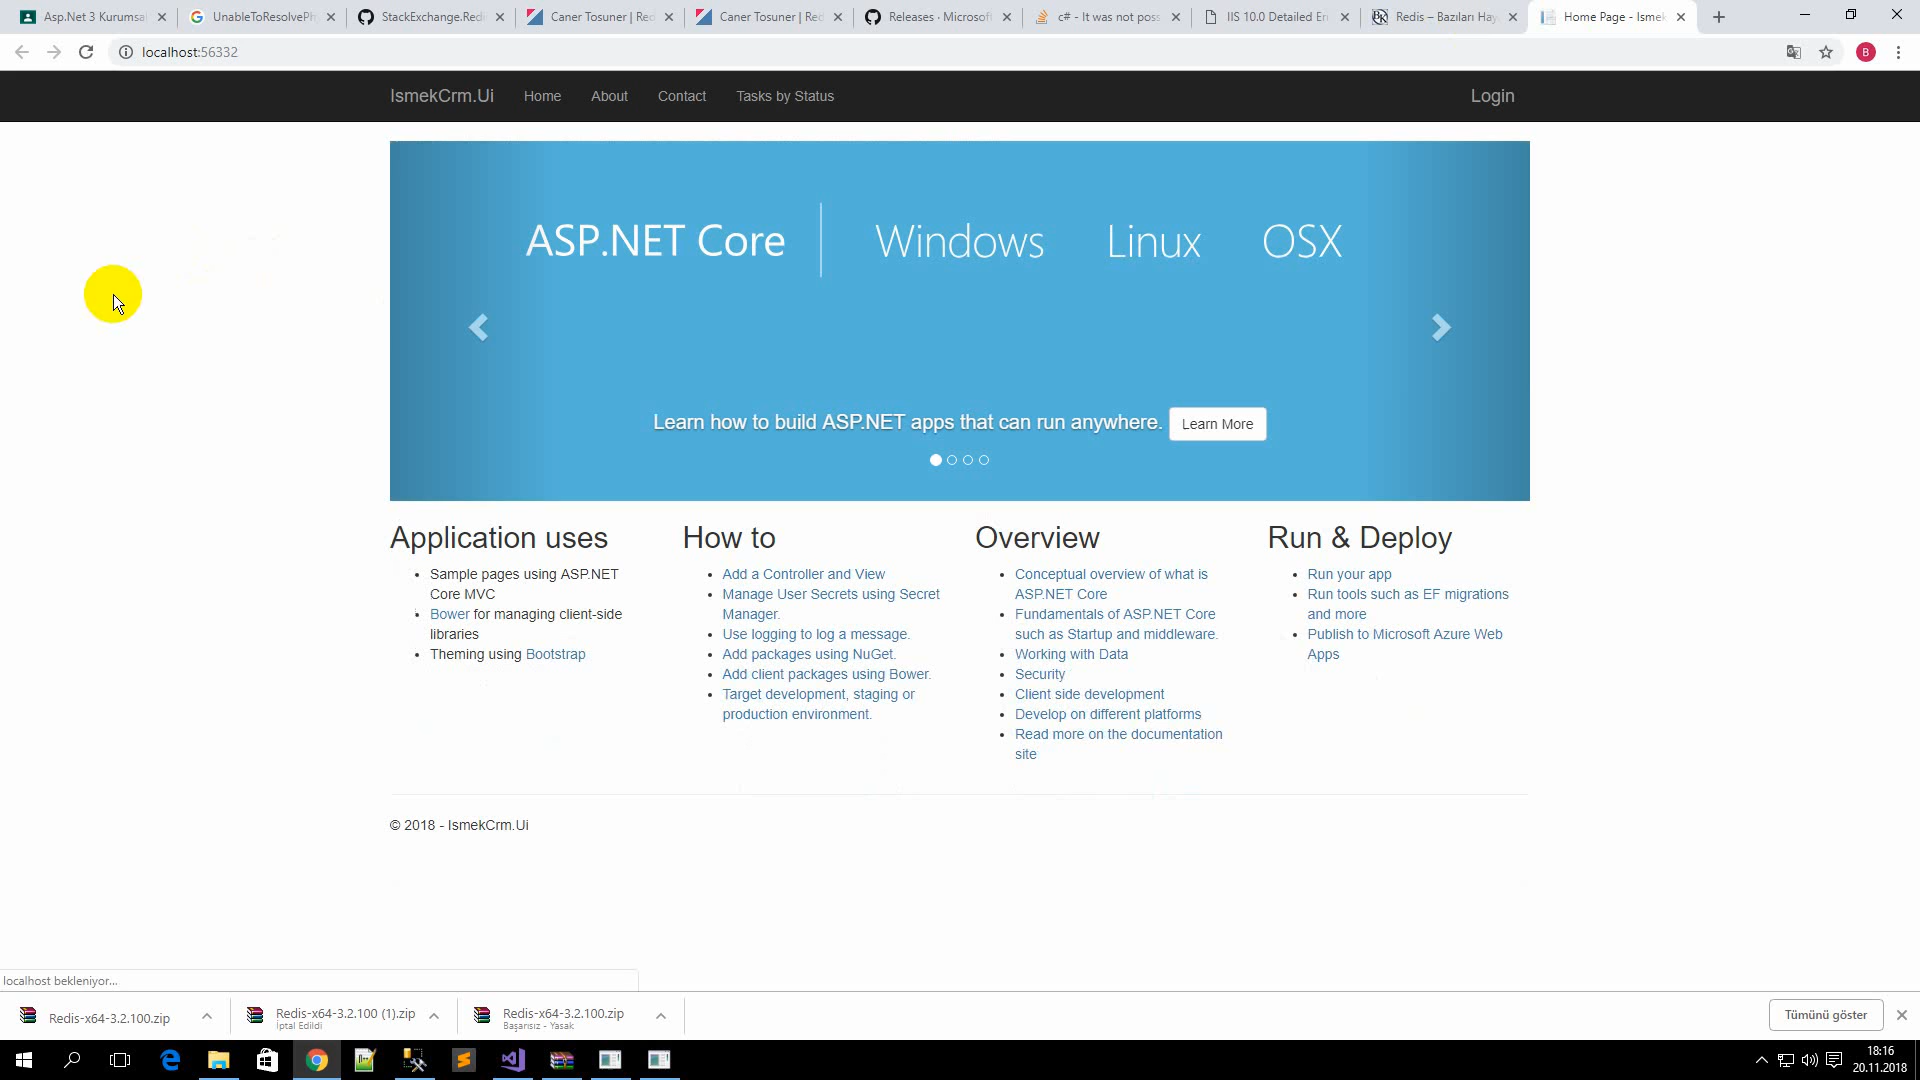 Asp.Net 3 Kurumsa
UnableToResolvePh
StackExchange.Redi
Caner Tosuner | Red
Caner Tosuner | Red
Releases · Microsoft
c# - It was not poss
IIS 10.0 Detailed Err
Redis – Bazıları Hay
Home Page - Ismek
localhost:56332
B
IsmekCrm.Ui
Home
About
Contact
Tasks by Status
Login
ASP.NET Core
Windows
Linux
OSX
Learn how to build ASP.NET apps that can run anywhere.
Learn More
Application uses
Sample pages using ASP.NET
Core MVC
Bower for managing client-side
libraries
Theming using Bootstrap
How to
Add a Controller and View
Manage User Secrets using Secret
Manager.
Use logging to log a message.
Add packages using NuGet.
Add client packages using Bower.
Target development, staging or
production environment.
Overview
Conceptual overview of what is
ASP.NET Core
Fundamentals of ASP.NET Core
such as Startup and middleware.
Working with Data
Security
Client side development
Develop on different platforms
Read more on the documentation
site
Run & Deploy
Run your app
Run tools such as EF migrations
and more
Publish to Microsoft Azure Web
Apps
© 2018 - IsmekCrm.Ui
localhost bekleniyor...
Redis-x64-3.2.100.zip
Redis-x64-3.2.100 (1).zip
İptal Edildi
Redis-x64-3.2.100.zip
Başarısız - Yasak
Tümünü göster
18:16
20.11.2018